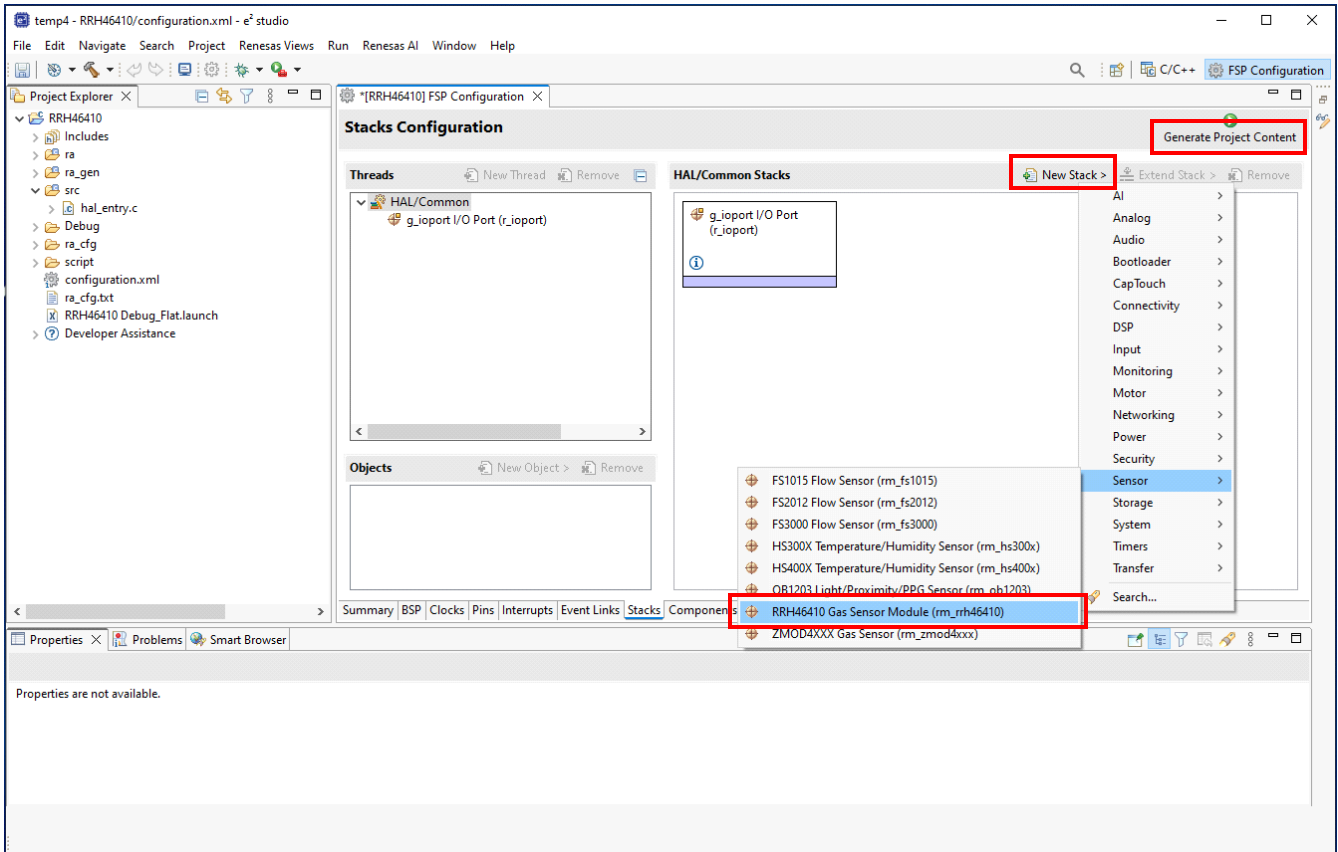 temp4 - RRH46410/configuration.xml - e² studio
File Edit Navigate Search Project Renesas Views Run Renesas AI Window Help
C/C++ FSP Configuration
Project Explorer
RRH46410
Includes
ra
ra_gen
src
hal_entry.c
Debug
ra_cfg
script
configuration.xml
ra_cfg.txt
RRH46410 Debug_Flat.launch
Developer Assistance
*[RRH46410] FSP Configuration
Stacks Configuration
Generate Project Content
Threads New Thread Remove
HAL/Common
g_ioport I/O Port (r_ioport)
Objects New Object > Remove
HAL/Common Stacks New Stack > Extend Stack > Remove
g_ioport I/O Port
(r_ioport)
AI
Analog
Audio
Bootloader
CapTouch
Connectivity
DSP
Input
Monitoring
Motor
Networking
Power
Security
Sensor
Storage
System
Timers
Transfer
Search...
FS1015 Flow Sensor (rm_fs1015)
FS2012 Flow Sensor (rm_fs2012)
FS3000 Flow Sensor (rm_fs3000)
HS300X Temperature/Humidity Sensor (rm_hs300x)
HS400X Temperature/Humidity Sensor (rm_hs400x)
OB1203 Light/Proximity/PPG Sensor (rm_ob1203)
RRH46410 Gas Sensor Module (rm_rrh46410)
ZMOD4XXX Gas Sensor (rm_zmod4xxx)
Summary BSP Clocks Pins Interrupts Event Links Stacks Components
Properties Problems Smart Browser
Properties are not available.